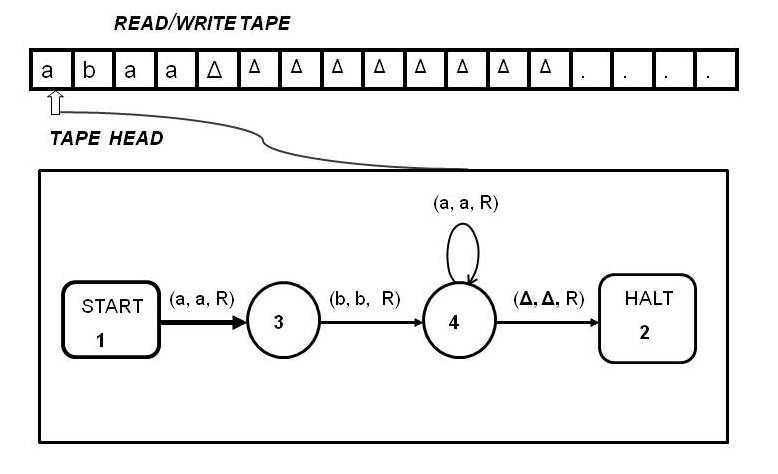 READ/WRITE TAPE
a b a a Δ Δ Δ Δ Δ Δ Δ Δ Δ . . . .
TAPE HEAD
(a, a, R)
START (a, a, R) (b, b, R) (Δ, Δ, R) HALT
1 3 4 2